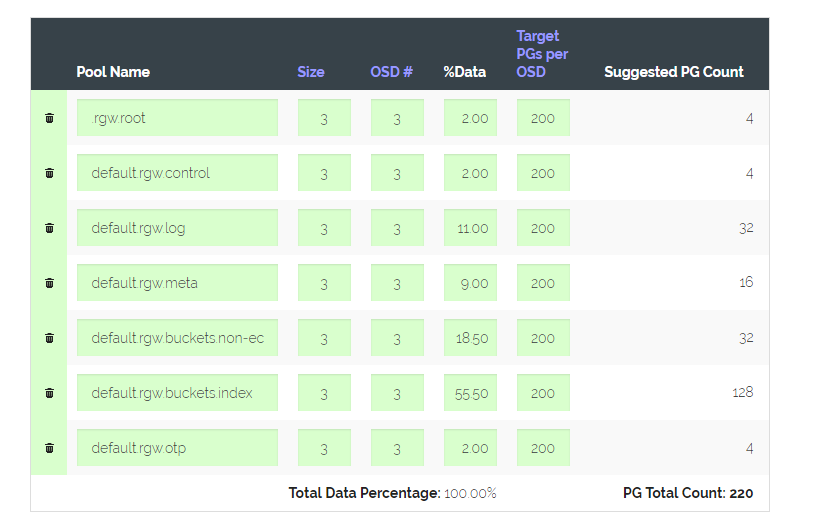 Pool Name Size OSD # %Data Target PGs per OSD Suggested PG Count
.rgw.root 3 3 2.00 200 4
default.rgw.control 3 3 2.00 200 4
default.rgw.log 3 3 11.00 200 32
default.rgw.meta 3 3 9.00 200 16
default.rgw.buckets.non-ec 3 3 18.50 200 32
default.rgw.buckets.index 3 3 55.50 200 128
default.rgw.otp 3 3 2.00 200 4
Total Data Percentage: 100.00% PG Total Count: 220